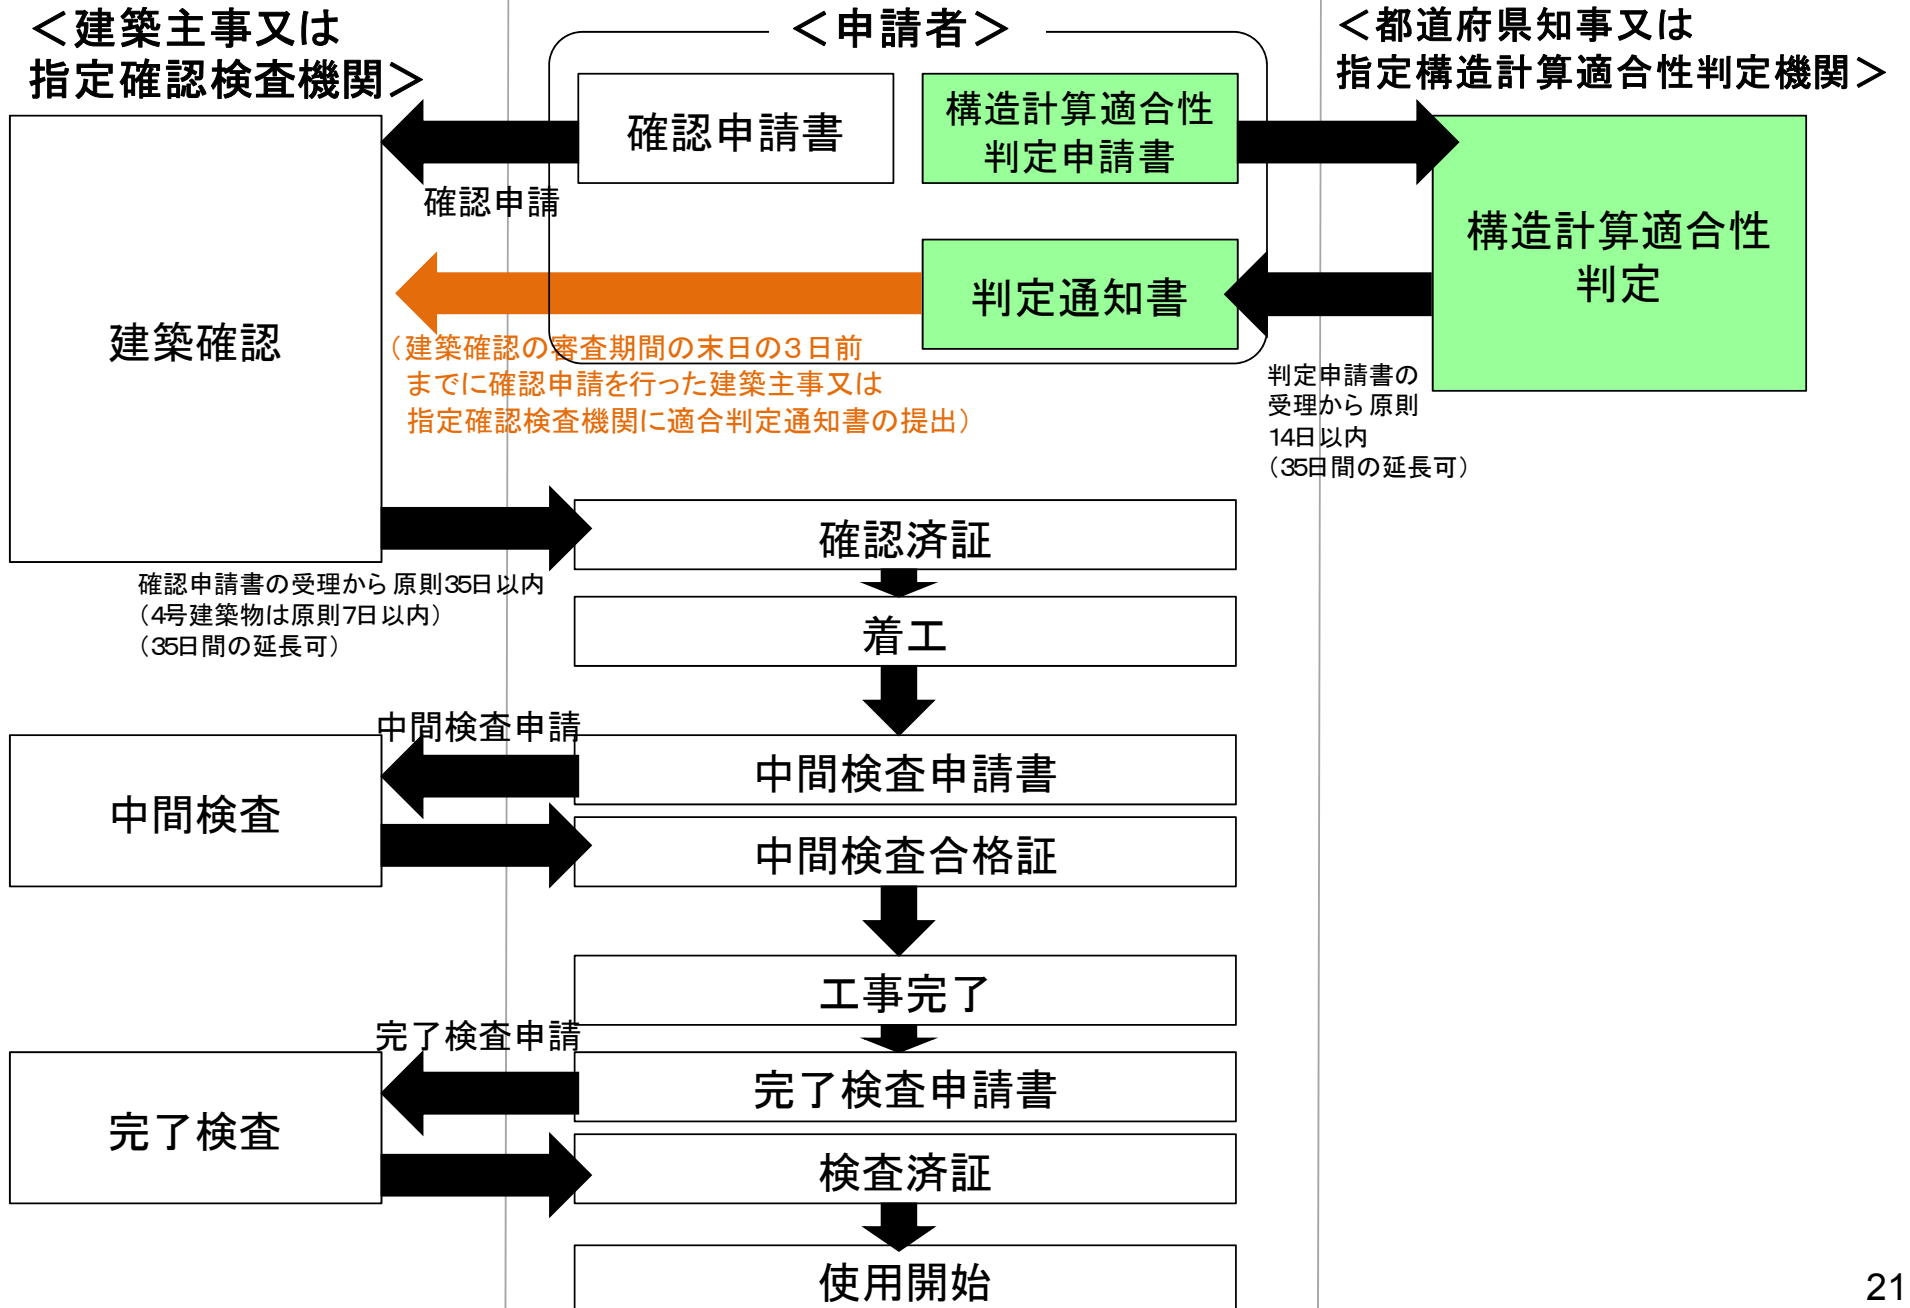 ＜建築主事又は
指定確認検査機関＞
＜申請者＞
＜都道府県知事又は
指定構造計算適合性判定機関＞
確認申請書
構造計算適合性
判定申請書
確認申請
構造計算適合性
判定
判定通知書
建築確認
（建築確認の審査期間の末日の3日前
までに確認申請を行った建築主事又は
指定確認検査機関に適合判定通知書の提出）
判定申請書の
受理から原則
14日以内
（35日間の延長可）
確認済証
確認申請書の受理から原則35日以内
（4号建築物は原則7日以内）
（35日間の延長可）
着工
中間検査申請
中間検査申請書
中間検査
中間検査合格証
工事完了
完了検査申請
完了検査申請書
完了検査
検査済証
使用開始
21